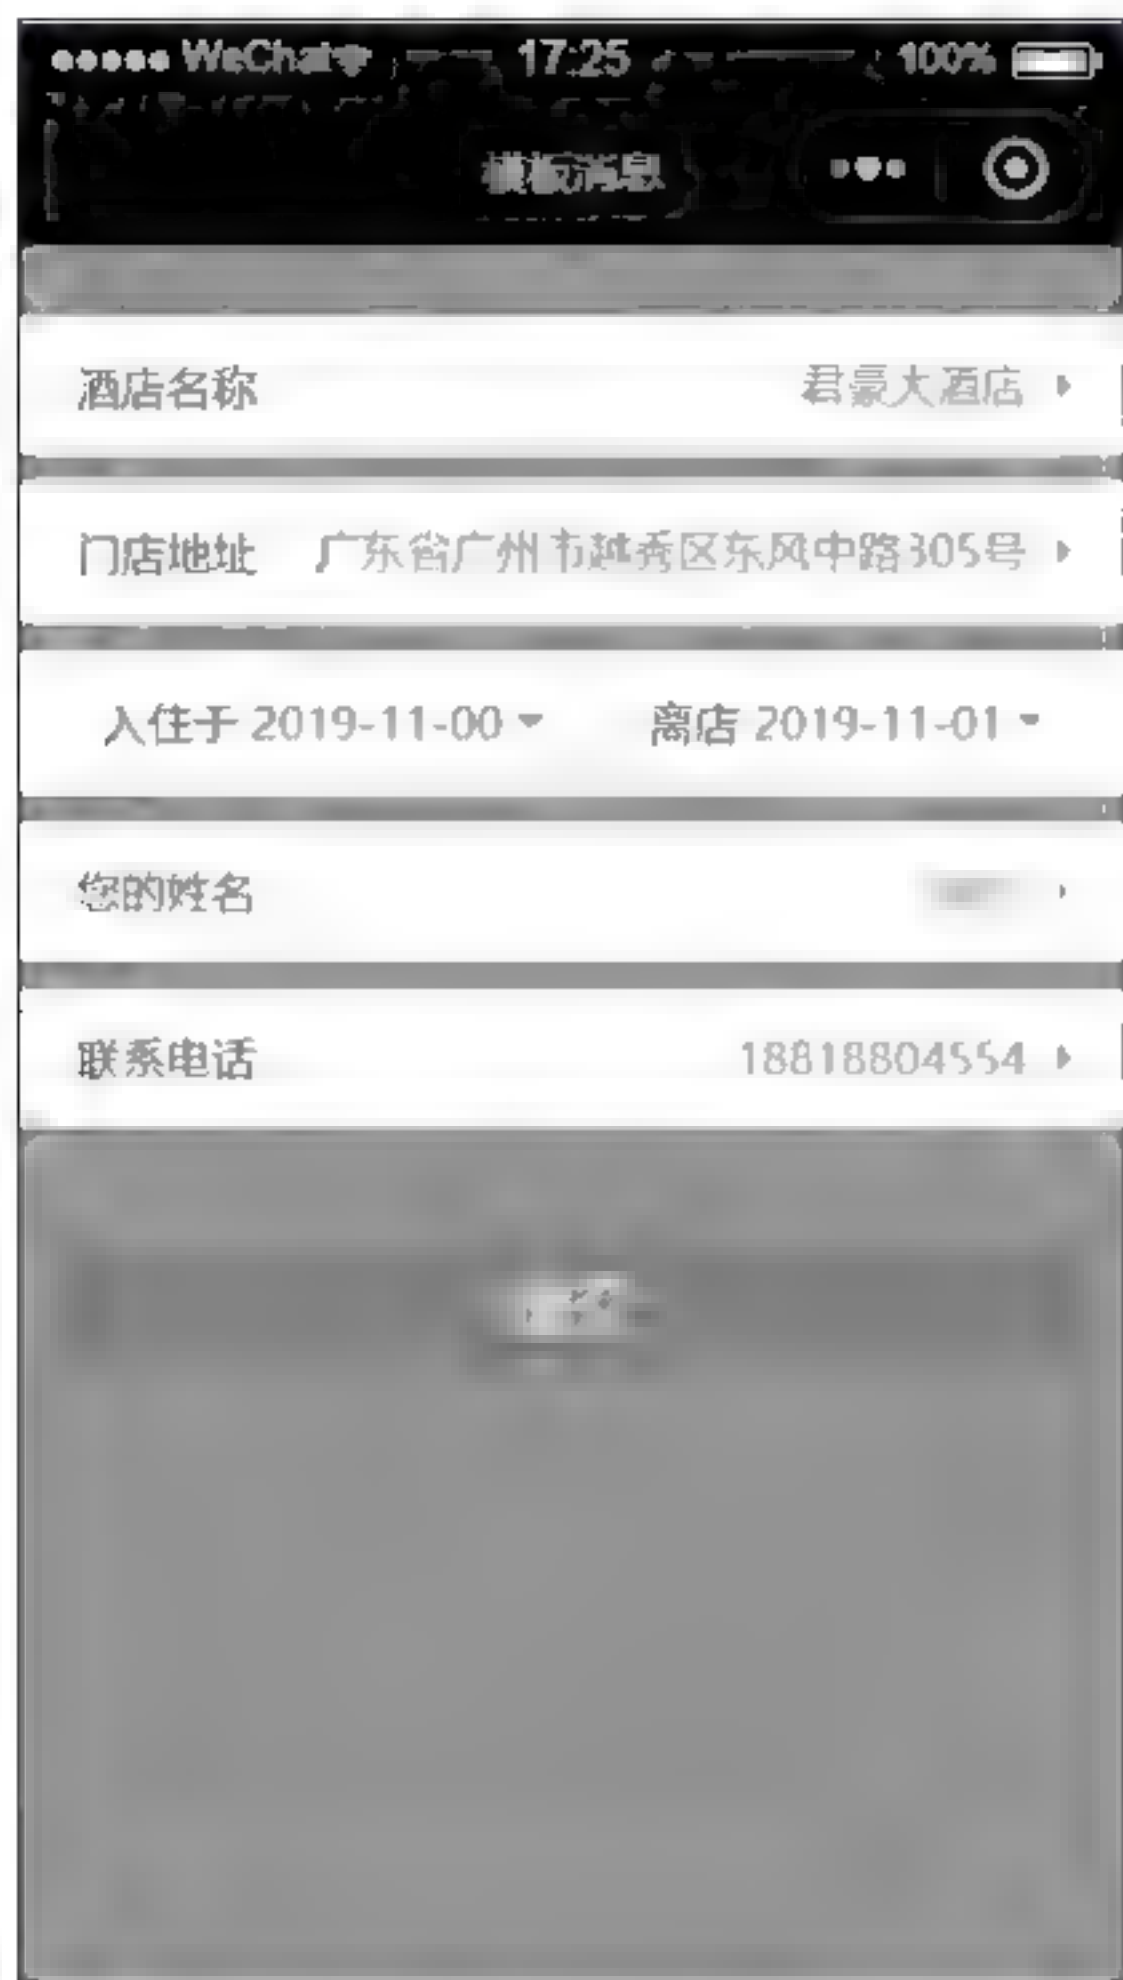 WeChat 17:25 100%
模板消息
酒店名称 君豪大酒店
门店地址 广东省广州市越秀区东风中路305号
入住于 2019-11-00 离店 2019-11-01
您的姓名
联系电话 18818804554